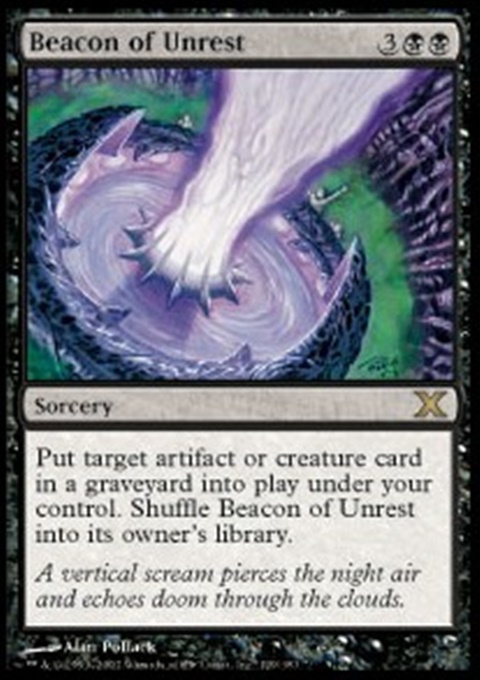 Beacon of Unrest 3
Sorcery X
Put target artifact or creature card
in a graveyard into play under your
control. Shuffle Beacon of Unrest
into its owner's library.
A vertical scream pierces the night air
and echoes doom through the clouds.
Alan Pollack